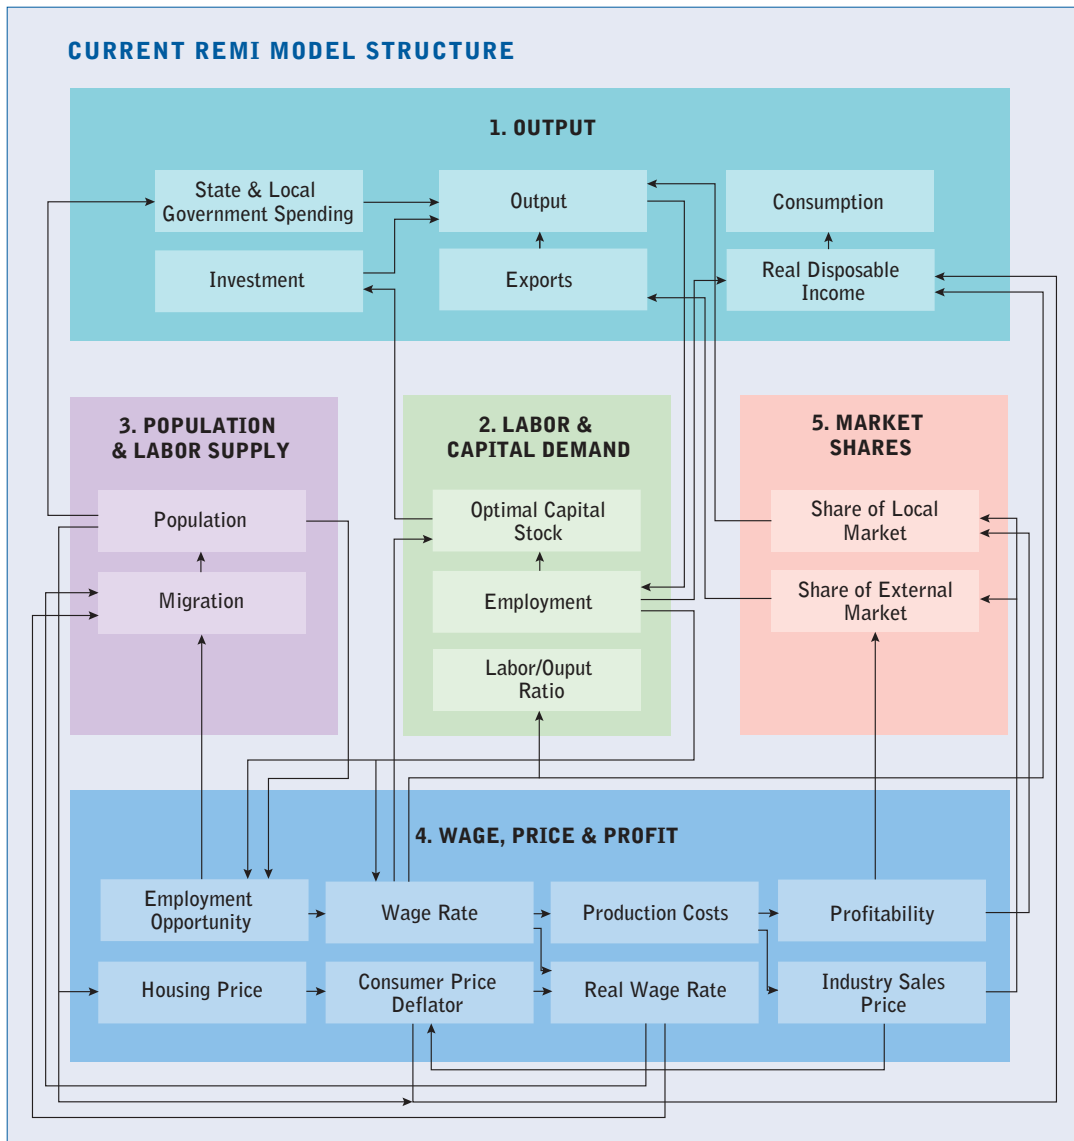 CURRENT REMI MODEL STRUCTURE
1. OUTPUT
State & Local
Government Spending
Output
Consumption
Investment
Exports
Real Disposable
Income
3. POPULATION
& LABOR SUPPLY
Population
Migration
2. LABOR &
CAPITAL DEMAND
Optimal Capital
Stock
Employment
Labor/Ouput
Ratio
5. MARKET
SHARES
Share of Local
Market
Share of External
Market
4. WAGE, PRICE & PROFIT
Employment
Opportunity
Wage Rate
Production Costs
Profitability
Housing Price
Consumer Price
Deflator
Real Wage Rate
Industry Sales
Price